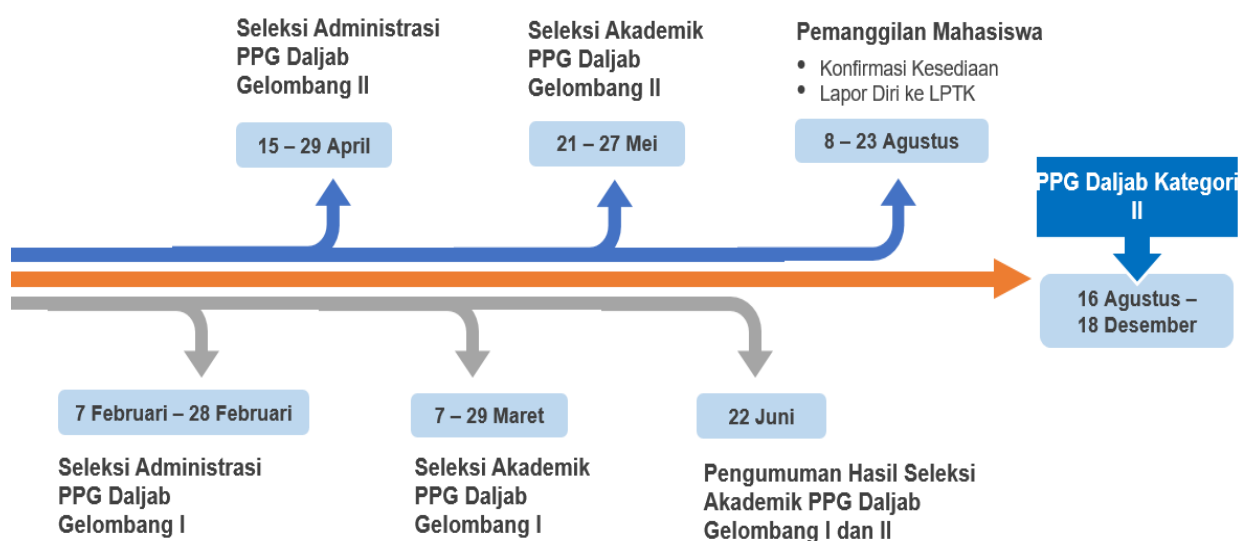 Seleksi Administrasi
PPG Daljab
Gelombang II
15 – 29 April
Seleksi Akademik
PPG Daljab
Gelombang II
21 – 27 Mei
Pemanggilan Mahasiswa
• Konfirmasi Kesediaan
• Lapor Diri ke LPTK
8 – 23 Agustus
PPG Daljab Kategori
II
16 Agustus –
18 Desember
7 Februari – 28 Februari
Seleksi Administrasi
PPG Daljab
Gelombang I
7 – 29 Maret
Seleksi Akademik
PPG Daljab
Gelombang I
22 Juni
Pengumuman Hasil Seleksi
Akademik PPG Daljab
Gelombang I dan II